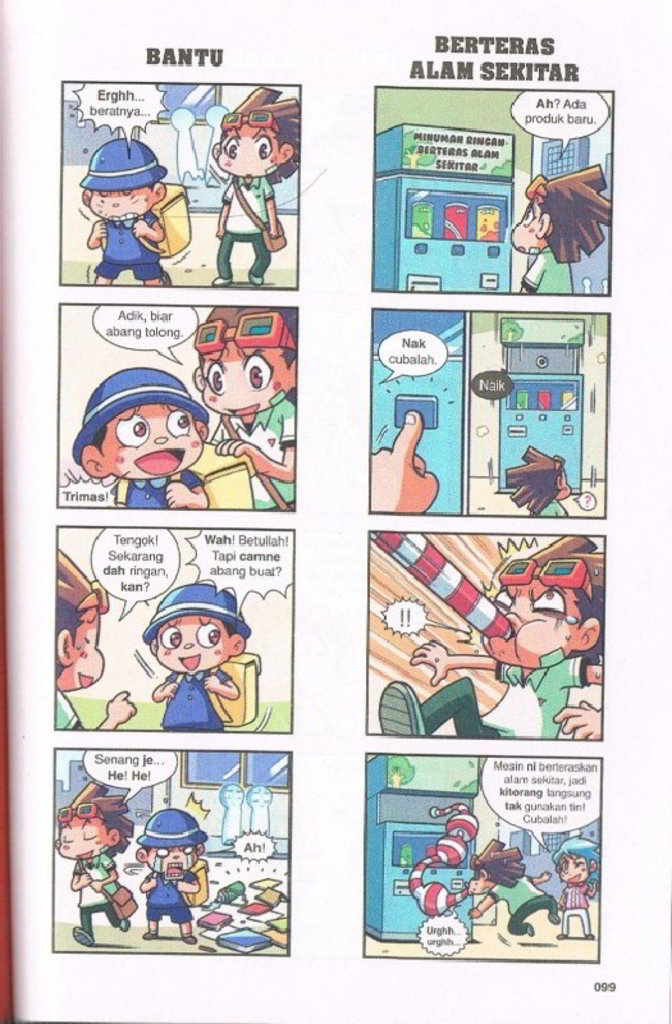 BANTU
Erghh...
beratnya...
Adik, biar
abang tolong.
Trimas!
Tengok!
Sekarang
dah ringan,
kan?
Wah! Betullah!
Tapi camne
abang buat?
Senang je...
He! He!
Ah!
BERTERAS
ALAM SEKITAR
Ah? Ada
produk baru.
MINUMAN RINGAN
BERTERAS ALAM
SEKITAR
Nak
cubalah.
Naik
?
!!
Mesin ni berteraskan
alam sekitar, jadi
kitorang langsung
tak gunakan tin!
Cubalah!
Urghh...
urghh...
099